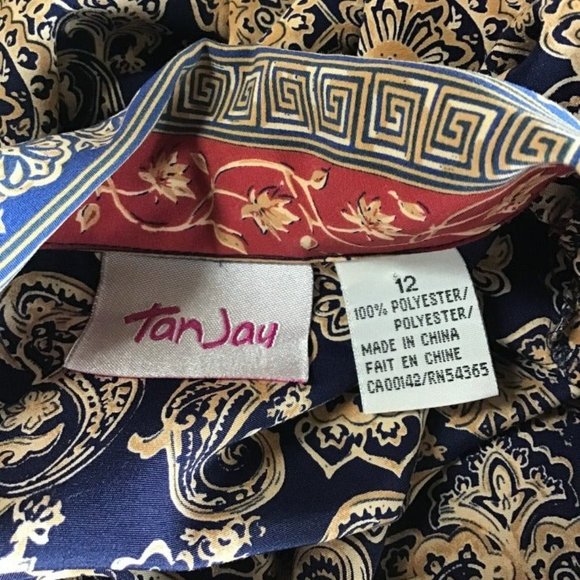 TanJay
12
100% POLYESTER/
POLYESTER/
MADE IN CHINA
FAIT EN CHINE
CA00142/RN54365